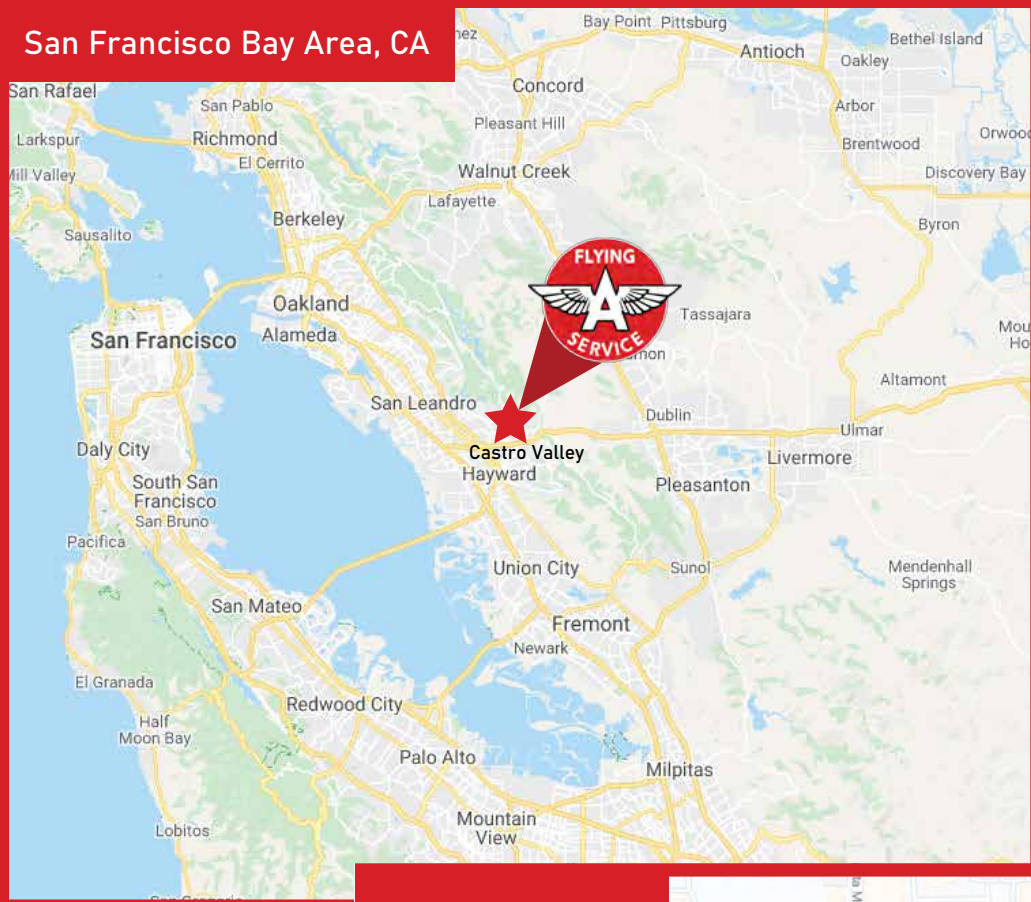 San Francisco Bay Area, CA
Bay Point
Pittsburg
Antioch
Bethel Island
Oakley
San Rafael
Concord
San Pablo
Arbor
Larkspur
Richmond
Pleasant Hill
Brentwood
El Cerrito
Walnut Creek
Discovery Bay
Lafayette
Berkeley
Byron
Sausalito
FLYING
A
SERVICE
Oakland
Tassajara
San Francisco
Alameda
Altamont
San Leandro
Dublin
Ulmar
Daly City
Castro Valley
Livermore
Hayward
Pleasanton
South San
Francisco
San Bruno
Pacifica
Union City
Sunol
Mendenhall
Springs
San Mateo
Fremont
Newark
El Granada
Redwood City
Half
Moon Bay
Palo Alto
Milpitas
Mountain
View
Lobitos